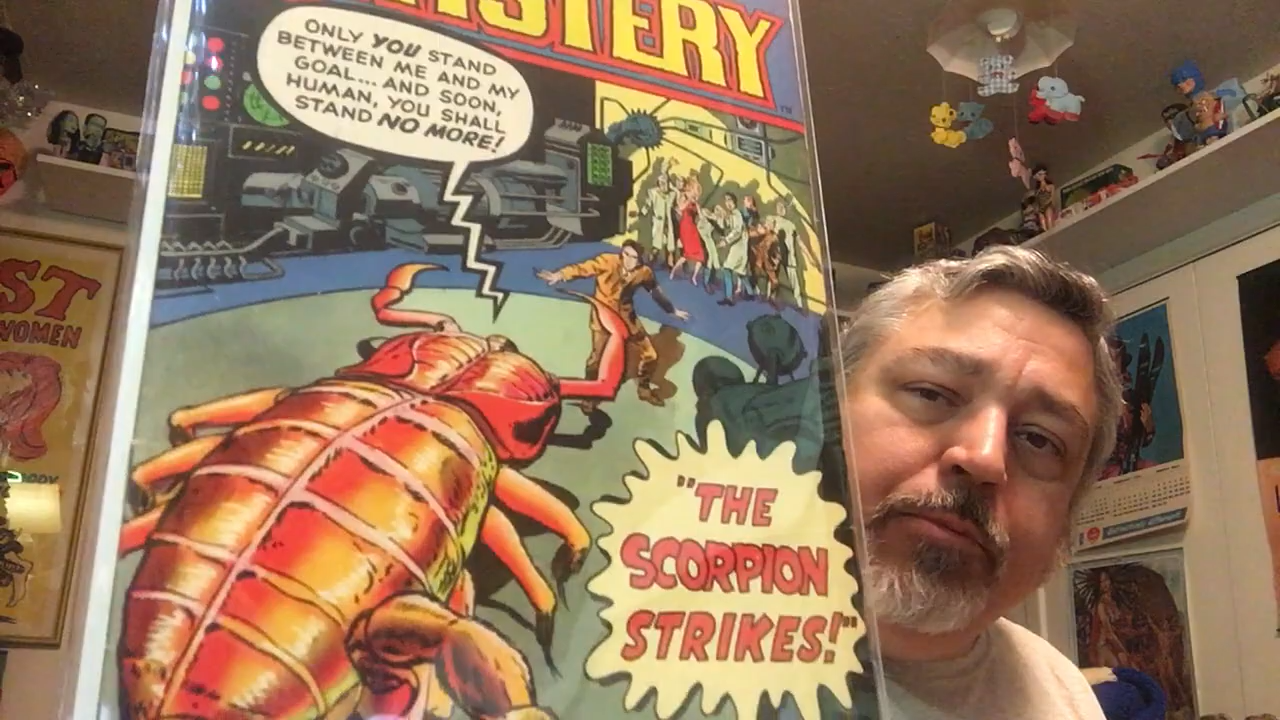 MYSTERY
TM
ONLY YOU STAND
BETWEEN ME AND MY
GOAL... AND SOON,
HUMAN, YOU SHALL
STAND NO MORE!
ST
WOMEN
"THE
SCORPION
STRIKES!"